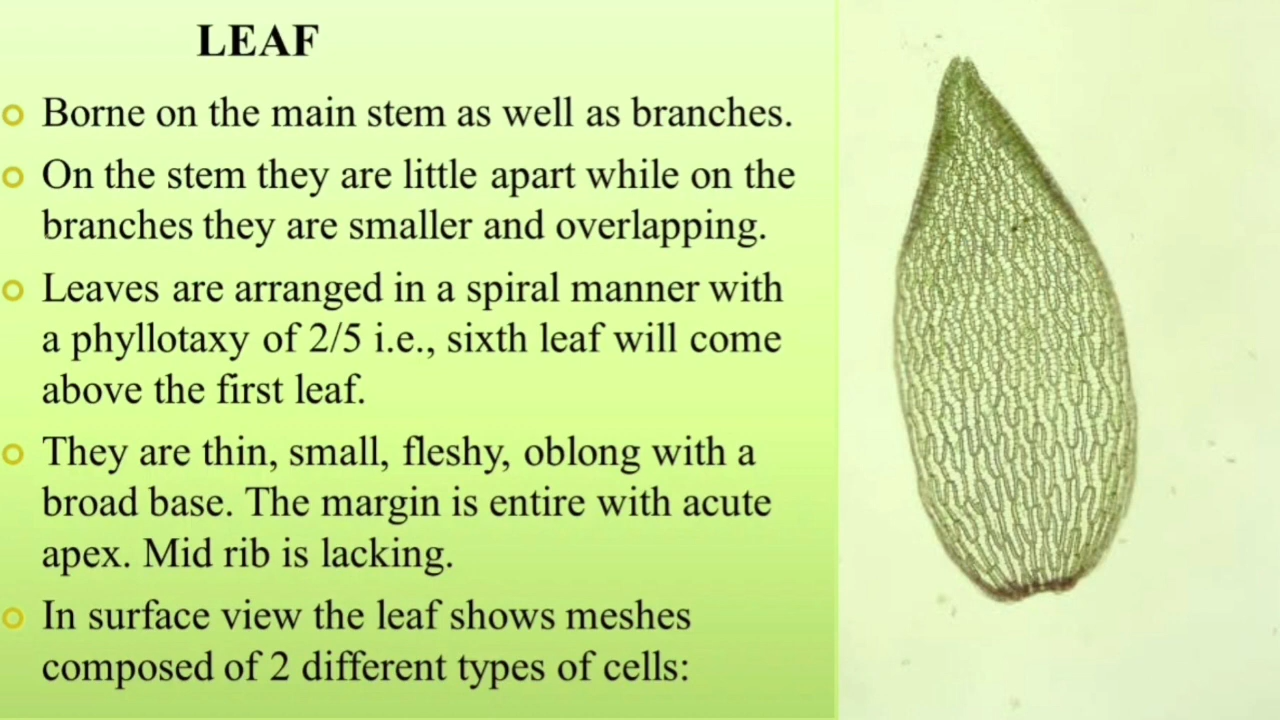 LEAF
Borne on the main stem as well as branches.
On the stem they are little apart while on the
branches they are smaller and overlapping.
Leaves are arranged in a spiral manner with
a phyllotaxy of 2/5 i.e., sixth leaf will come
above the first leaf.
They are thin, small, fleshy, oblong with a
broad base. The margin is entire with acute
apex. Mid rib is lacking.
In surface view the leaf shows meshes
composed of 2 different types of cells: